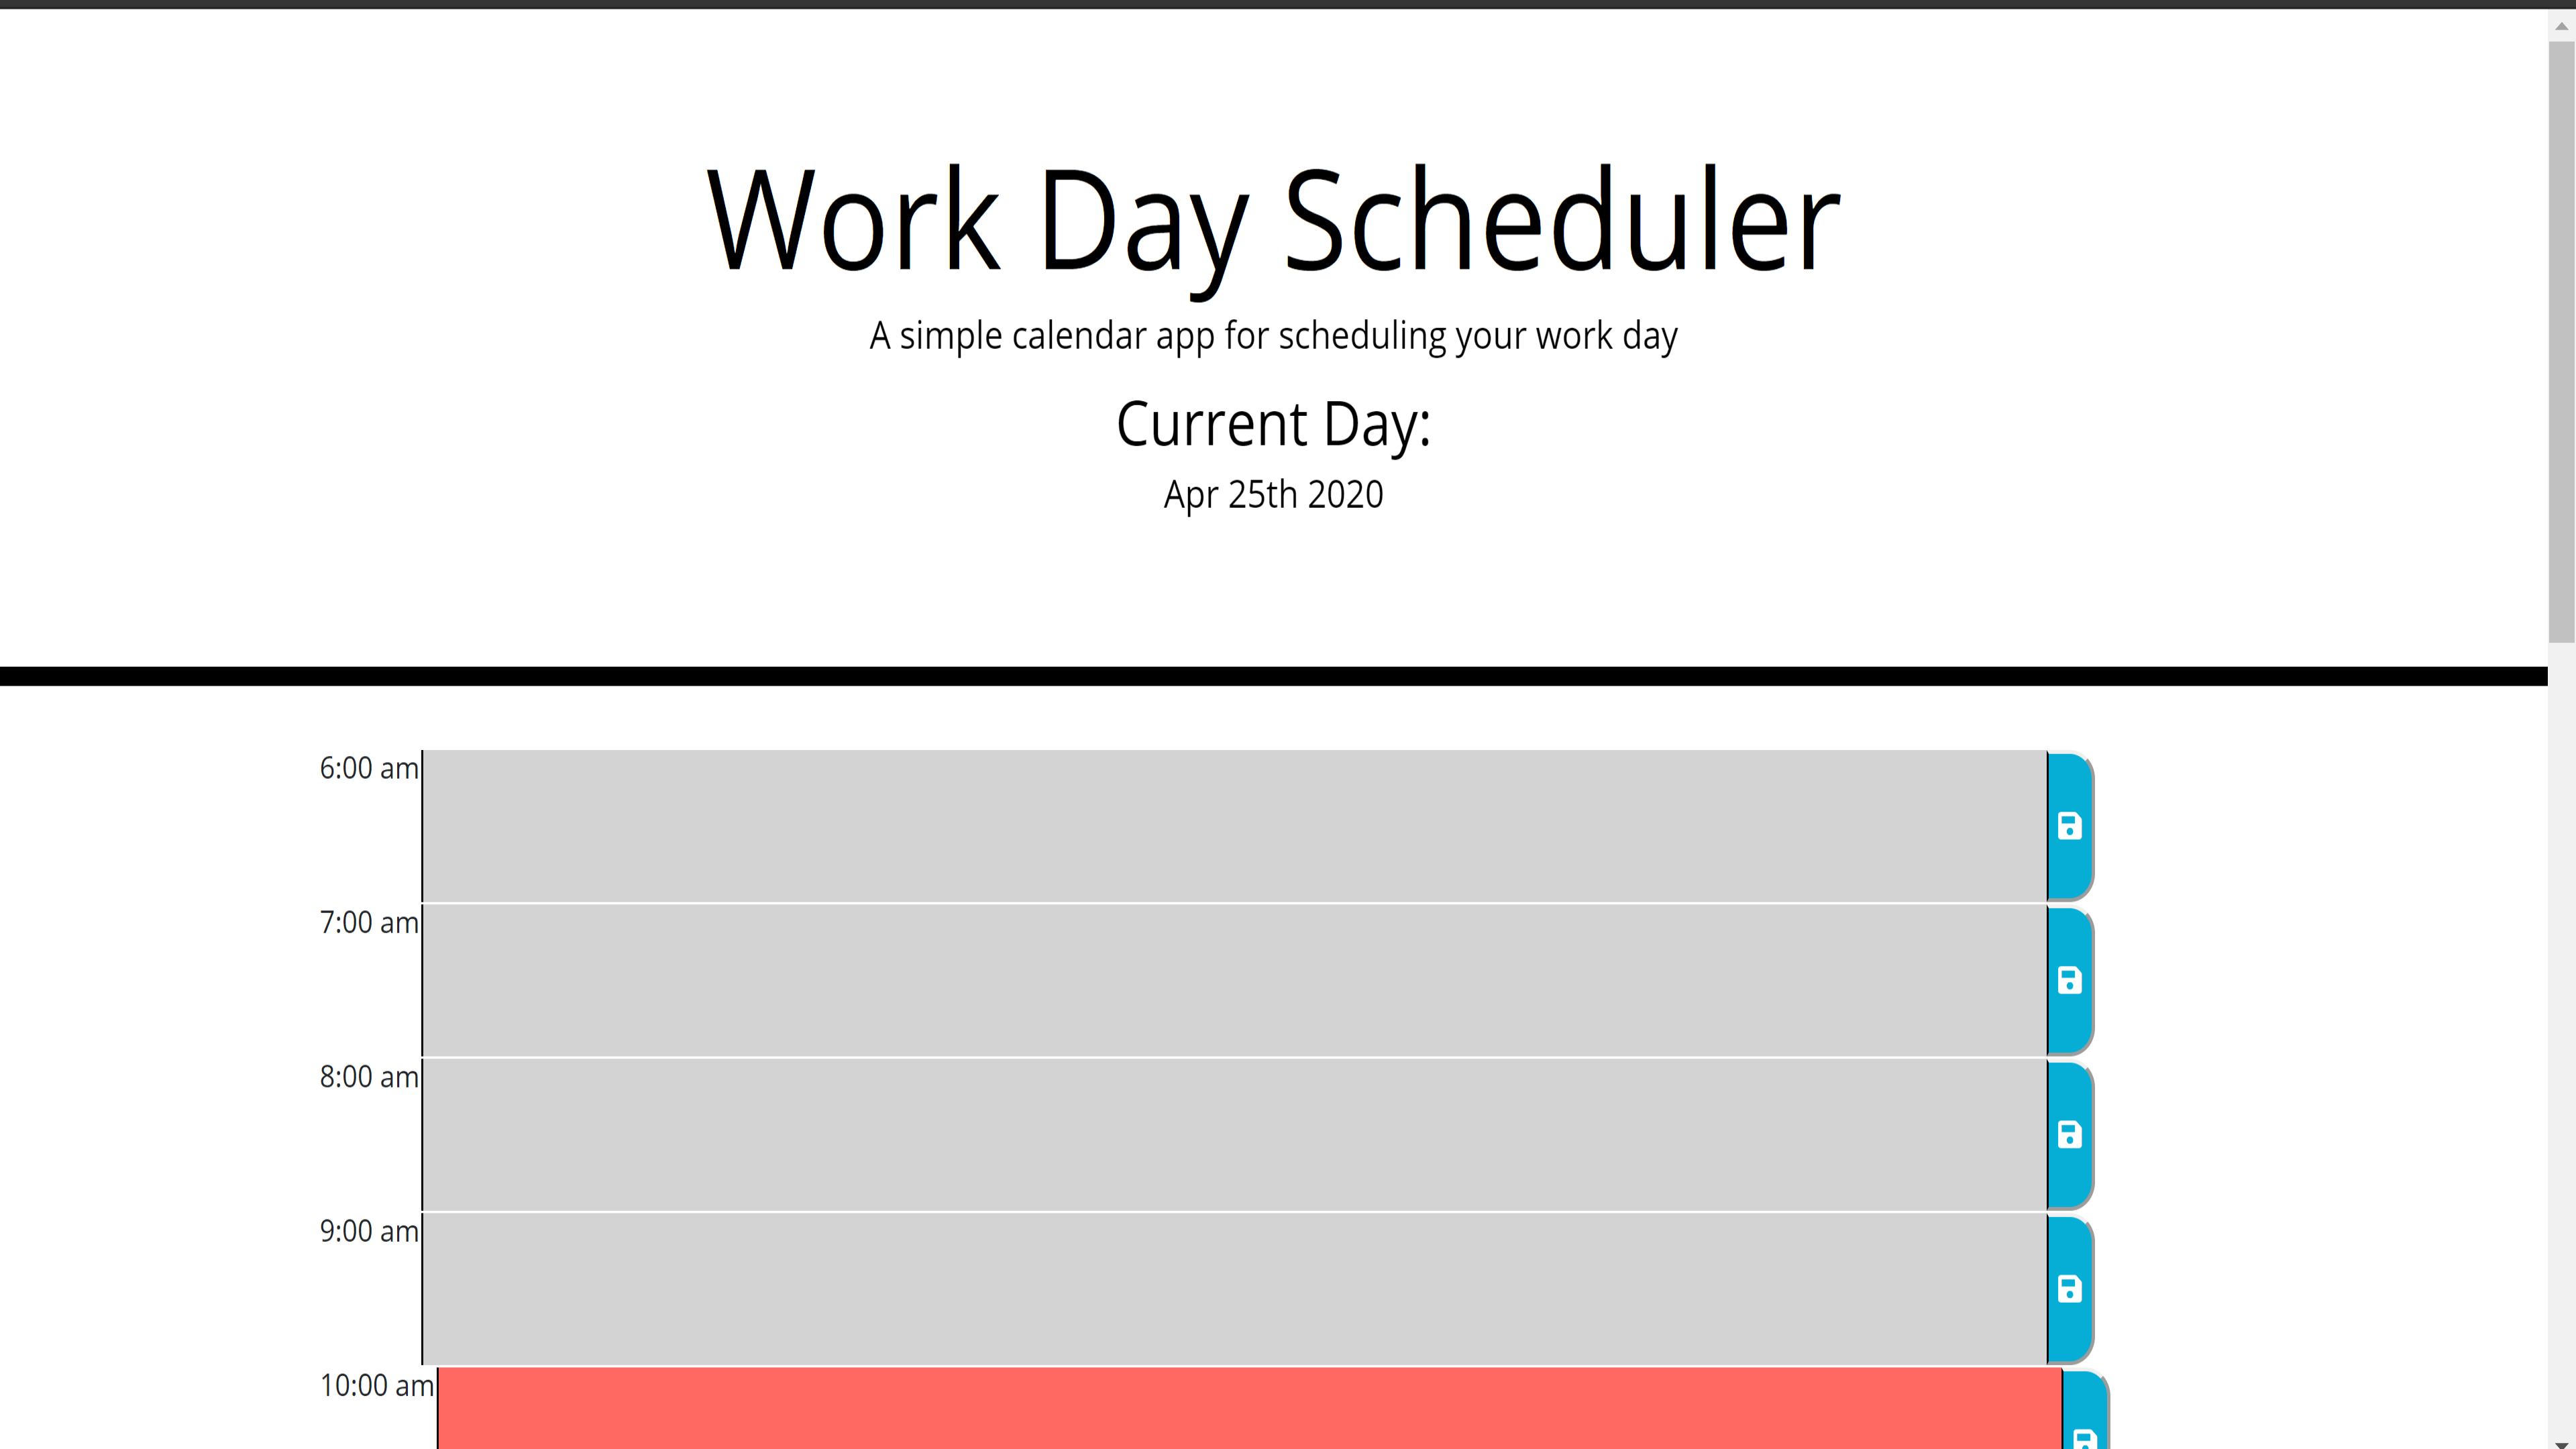 Work Day Scheduler
A simple calendar app for scheduling your work day
Current Day:
Apr 25th 2020
6:00 am
7:00 am
8:00 am
9:00 am
10:00 am